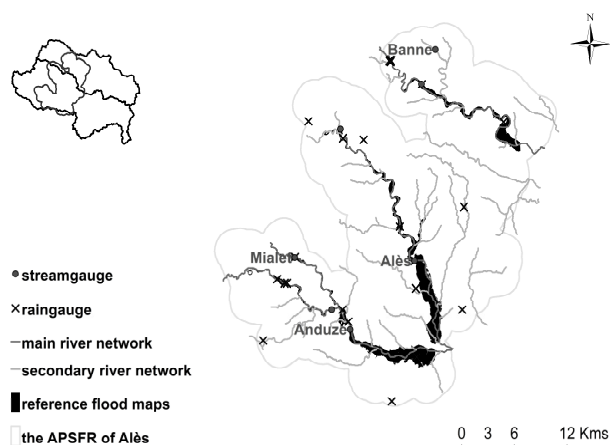 N
Banne
Mialet
Alès
Anduze
streamgauge
raingauge
main river network
secondary river network
reference flood maps
the APSFR of Alès
0 3 6 12 Kms